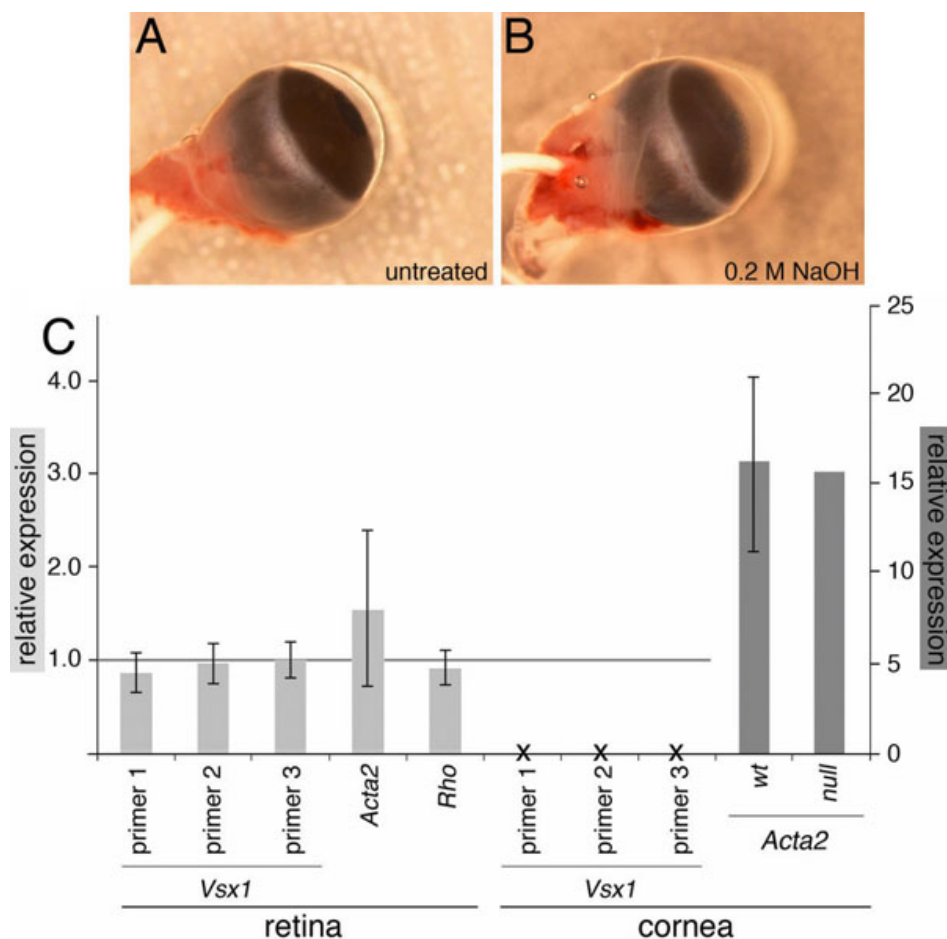 A
B
untreated
0.2 M NaOH
C
4.0
3.0
2.0
1.0
relative expression
25
20
15
10
5
0
relative expression
primer 1
primer 2
primer 3
Acta2
Rho
x
x
x
primer 1
primer 2
primer 3
wt
null
Vsx1
Vsx1
Acta2
retina
cornea